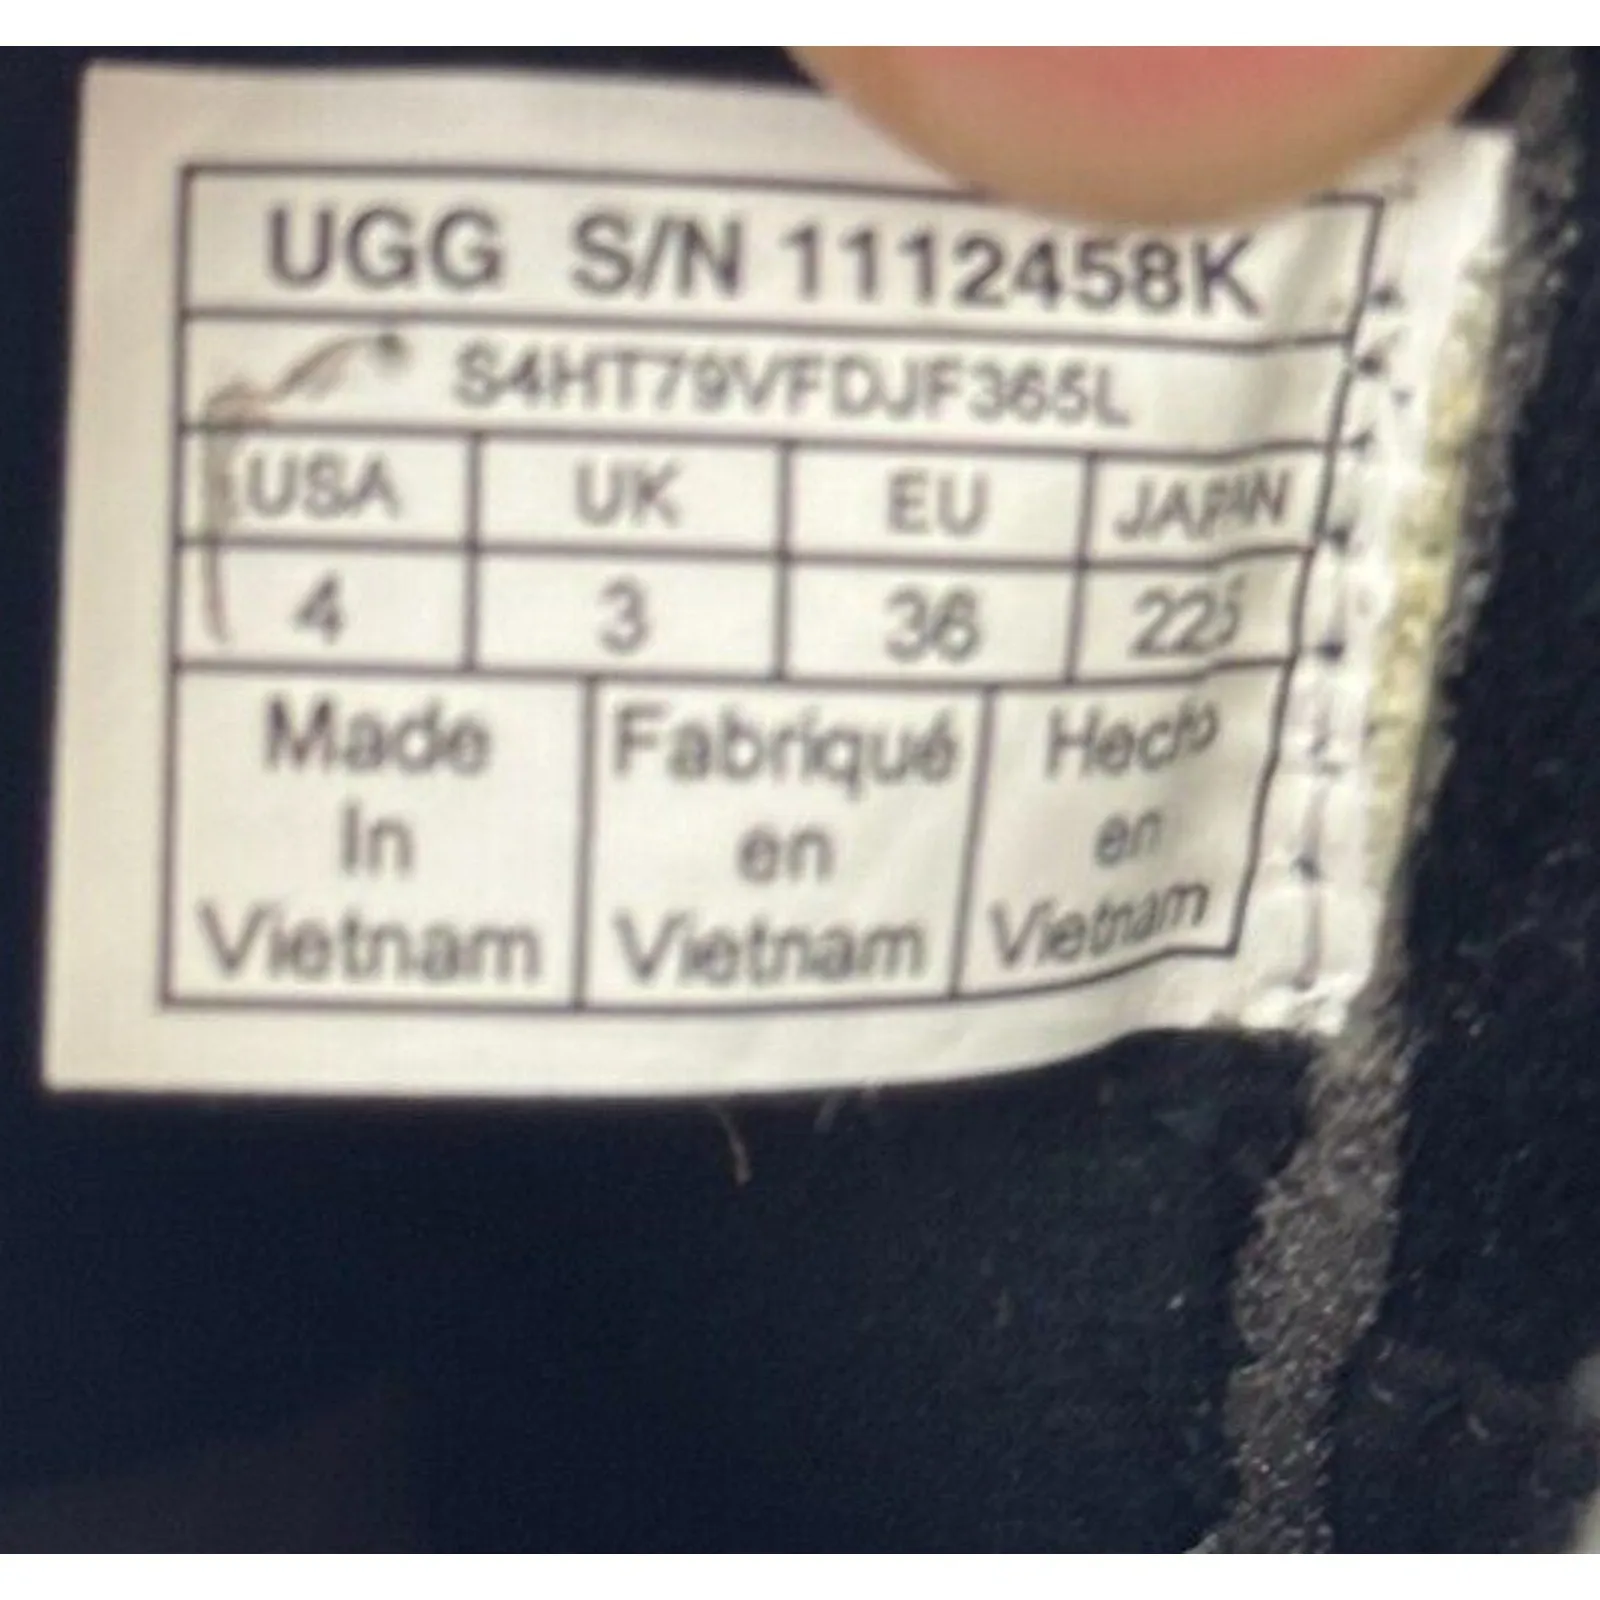 UGG S/N 1112458K
S4HT79VFDJF365L
USA UK EU JAPAN
4 3 36 225
Made Fabriqué Hecho
In en en
Vietnam Vietnam Vietnam